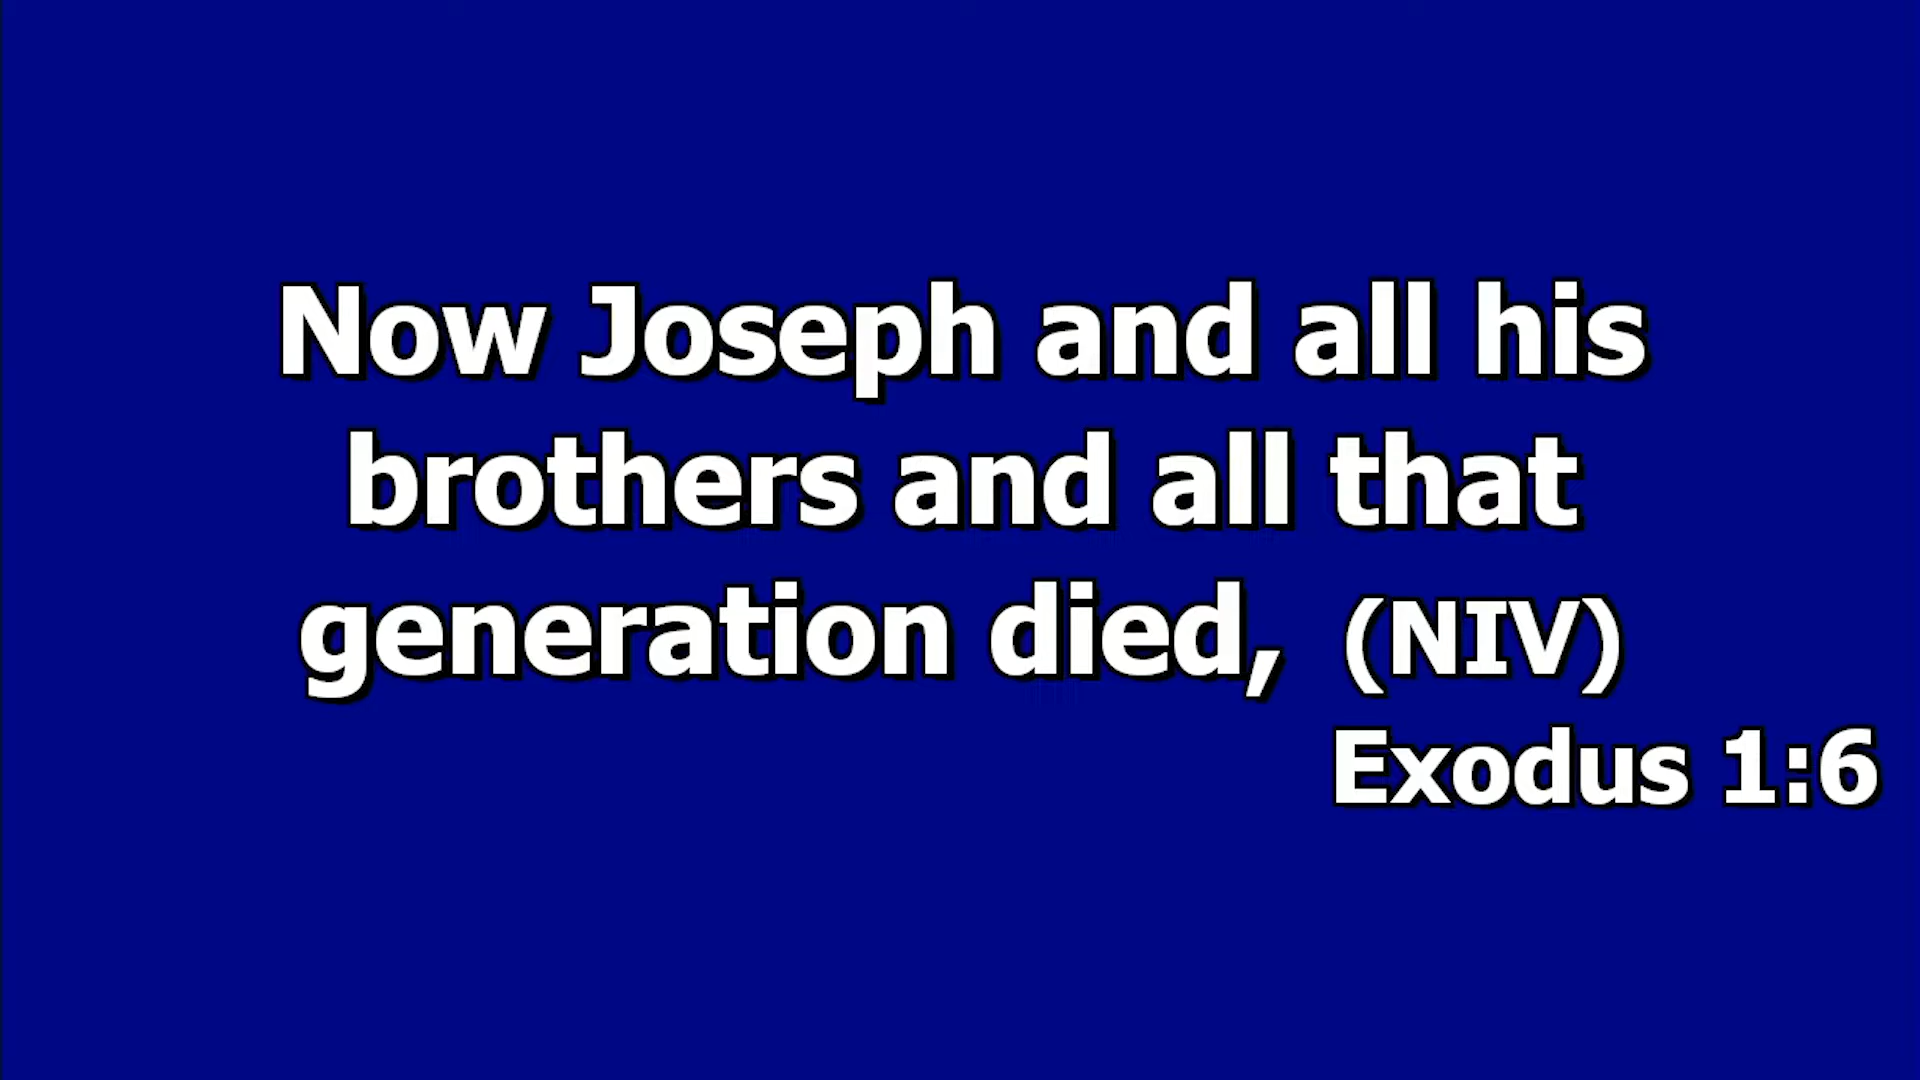 Now Joseph and all his
brothers and all that
generation died, (NIV)
Exodus 1:6